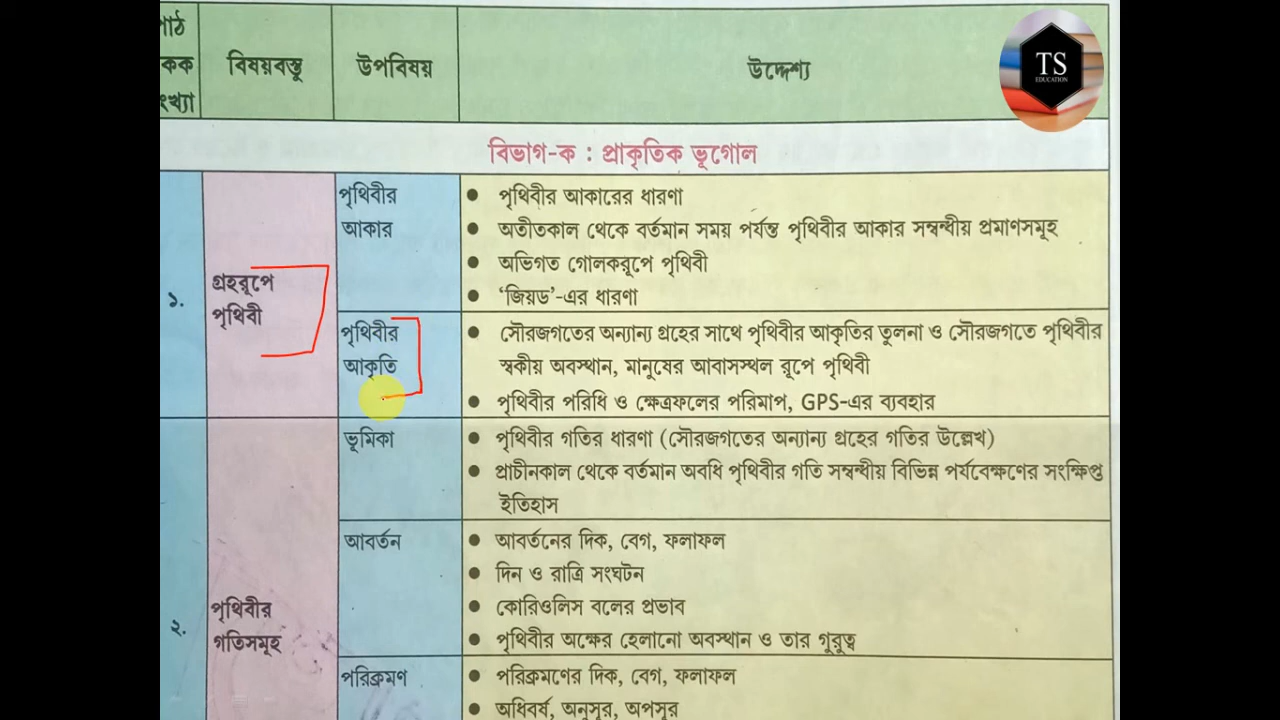 পাঠ
একক
সংখ্যা
বিষয়বস্তু
উপবিষয়
উদ্দেশ্য
TS
EDUCATION
বিভাগ-ক : প্রাকৃতিক ভূগোল
১.
গ্রহরূপে
পৃথিবী
পৃথিবীর
আকার
● পৃথিবীর আকারের ধারণা
● অতীতকাল থেকে বর্তমান সময় পর্যন্ত পৃথিবীর আকার সম্বন্ধীয় প্রমাণসমূহ
● অভিগত গোলকরূপে পৃথিবী
● ‘জিয়ড’-এর ধারণা
পৃথিবীর
আকৃতি
● সৌরজগতের অন্যান্য গ্রহের সাথে পৃথিবীর আকৃতির তুলনা ও সৌরজগতে পৃথিবীর
স্বকীয় অবস্থান, মানুষের আবাসস্থল রূপে পৃথিবী
● পৃথিবীর পরিধি ও ক্ষেত্রফলের পরিমাপ, GPS-এর ব্যবহার
২.
পৃথিবীর
গতিসমূহ
ভূমিকা
● পৃথিবীর গতির ধারণা (সৌরজগতের অন্যান্য গ্রহের গতির উল্লেখ)
● প্রাচীনকাল থেকে বর্তমান অবধি পৃথিবীর গতি সম্বন্ধীয় বিভিন্ন পর্যবেক্ষণের সংক্ষিপ্ত
ইতিহাস
আবর্তন
● আবর্তনের দিক, বেগ, ফলাফল
● দিন ও রাত্রি সংঘটন
● কোরিওলিস বলের প্রভাব
● পৃথিবীর অক্ষের হেলানো অবস্থান ও তার গুরুত্ব
পরিক্রমণ
● পরিক্রমণের দিক, বেগ, ফলাফল
● অধিবর্ষ, অনুসূর, অপসূর